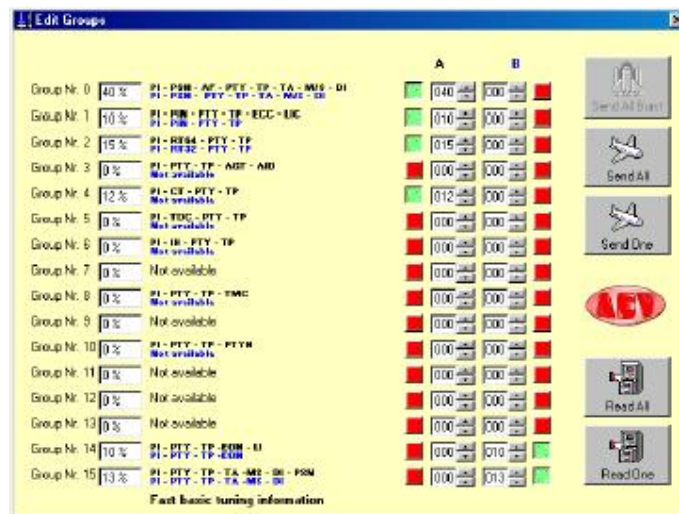 Edit Groups
A B
Group Nr. 0 40 % PI - PSN - AF - PTY - TP - TA - M/S - DI 040 000
PI - PSN - PTY - TP - TA - M/S - DI
Group Nr. 1 10 % PI - PIN - PTY - TP - ECC - LIC 010 000
PI - PIN - PTY - TP
Group Nr. 2 15 % PI - RT64 - PTY - TP 015 000
PI - RT32 - PTY - TP
Group Nr. 3 0 % PI - PTY - TP - AGT - AID 000 000
Not available
Group Nr. 4 12 % PI - CT - PTY - TP 012 000
Not available
Group Nr. 5 0 % PI - TDC - PTY - TP 000 000
Group Nr. 6 0 % PI - IH - PTY - TP 000 000
Group Nr. 7 0 % Not available 000 000
Group Nr. 8 0 % PI - PTY - TP - TMC 000 000
Not available
Group Nr. 9 0 % Not available 000 000
Group Nr. 10 0 % PI - PTY - TP - PTYN 000 000
Not available
Group Nr. 11 0 % Not available 000 000
Group Nr. 12 0 % Not available 000 000
Group Nr. 13 0 % Not available 000 000
Group Nr. 14 10 % PI - PTY - TP -EON - LI 000 010
PI - PTY - TP -EON
Group Nr. 15 13 % PI - PTY - TP - TA -MS - DI - PSN 000 013
PI - PTY - TP - TA -MS - DI
Fast basic tuning information
Send All Burst
Send All
Send One
AEV
Read All
Read One